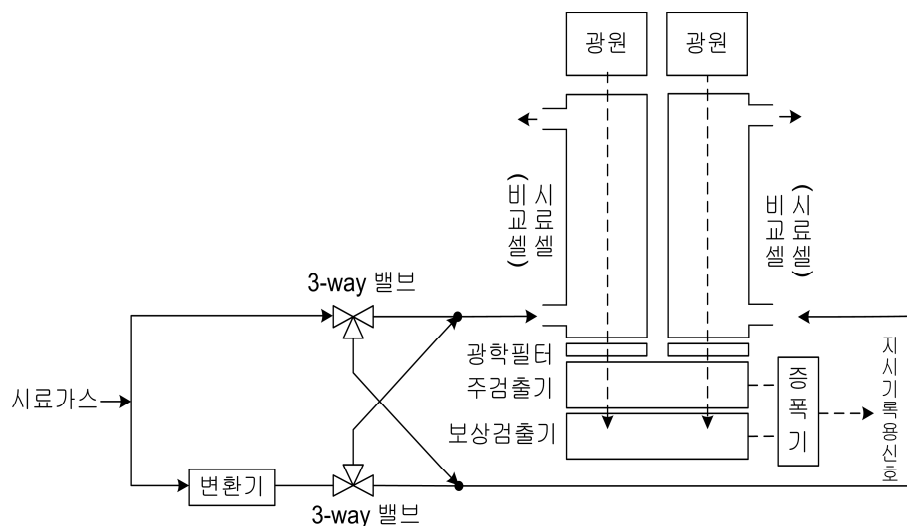 광원
광원
시료셀
(비교셀)
(시료셀)
비교셀
3-way 밸브
광학필터
주검출기
보상검출기
증폭기
지시기록용신호
시료가스
변환기
3-way 밸브